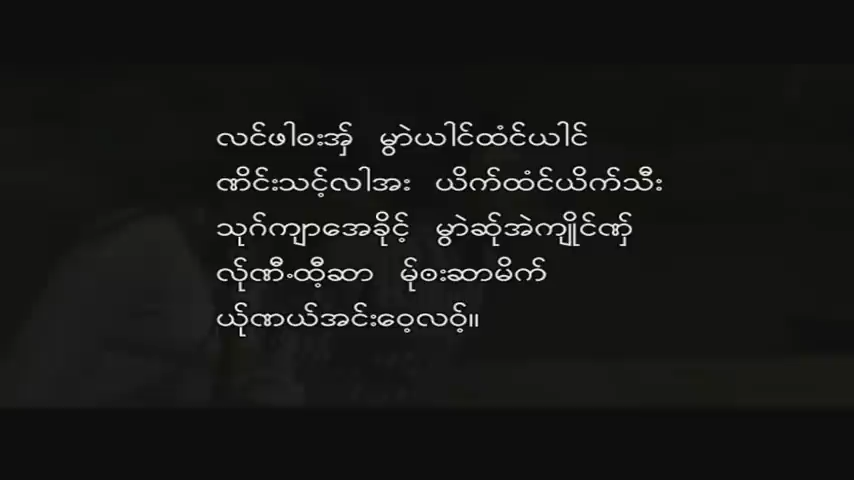 လင်ဖါစးအ်ှ မွာဲယါင်ထံင်ယါင်
ဏိင်းသင့်လါအး ယိက်ထံင်ယိက်သီး
သုဂ်ကျာအေခိုင့် မွာဲဆ်ုအဲကျိုင်ဏ်ှ
လ်ုဏီႉထီ့ဆာ မ်ုစးဆာမိက်
ယ်ုဏယ်အင်းဝေ့လဝ့်။